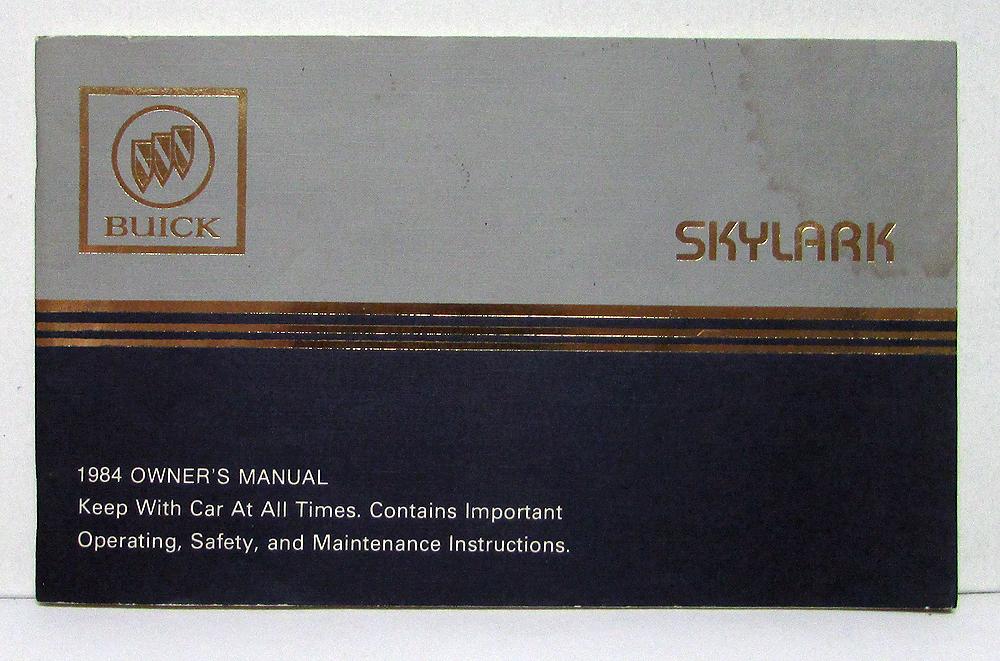 BUICK
SKYLARK
1984 OWNER'S MANUAL
Keep With Car At All Times. Contains Important
Operating, Safety, and Maintenance Instructions.